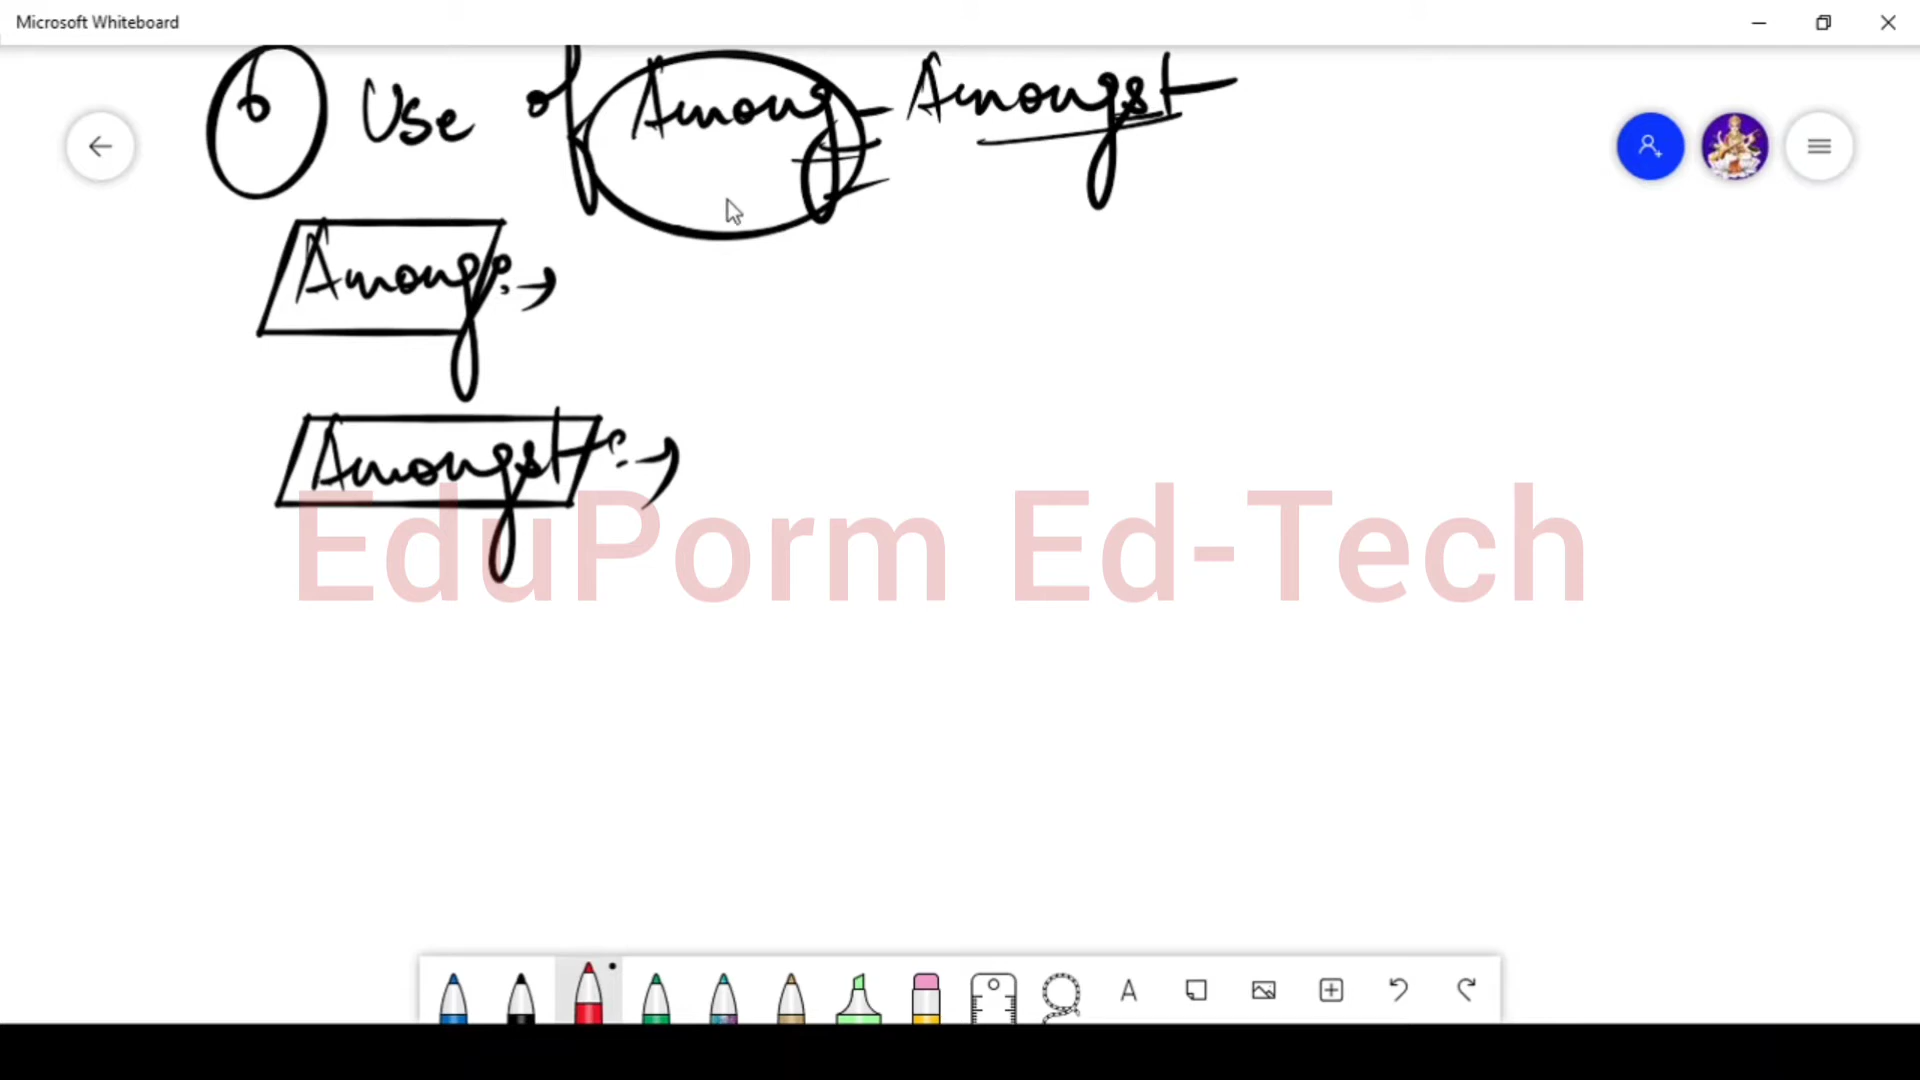 Microsoft Whiteboard
6 Use of Among - Amongst
Among :→
Amongst :→
EduPorm Ed-Tech